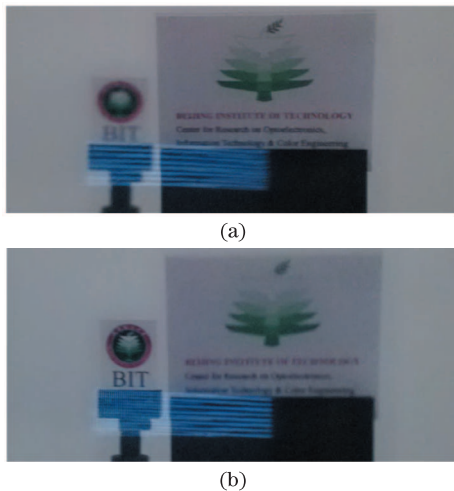 BIT
BEIJING INSTITUTE OF TECHNOLOGY
Center for Research on Optoelectronics,
Information Technology & Color Engineering
(a)
BIT
BEIJING INSTITUTE OF TECHNOLOGY
Center for Research on Optoelectronics,
Information Technology & Color Engineering
(b)